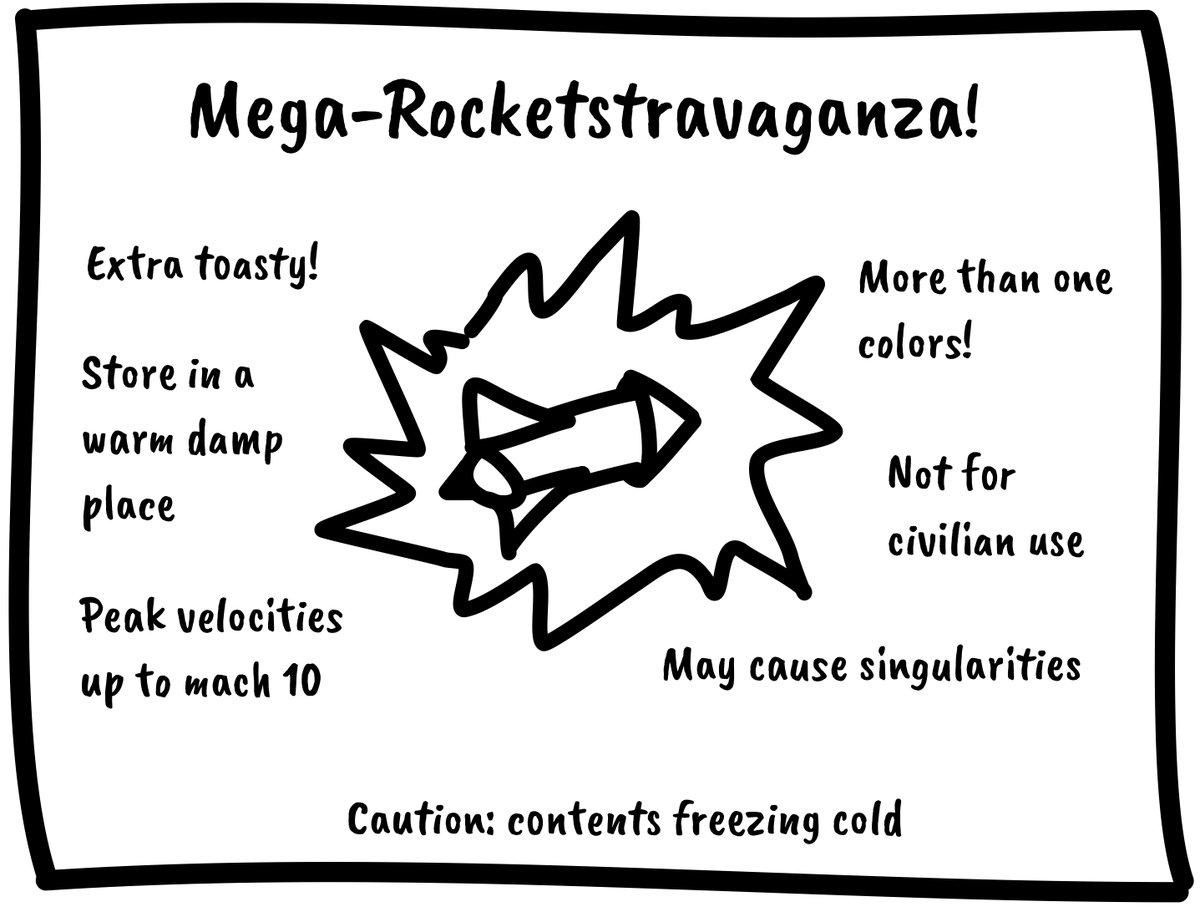 Mega-Rocketstravaganza!
Extra toasty!
Store in a
warm damp
place
Peak velocities
up to mach 10
More than one
colors!
Not for
civilian use
May cause singularities
Caution: contents freezing cold